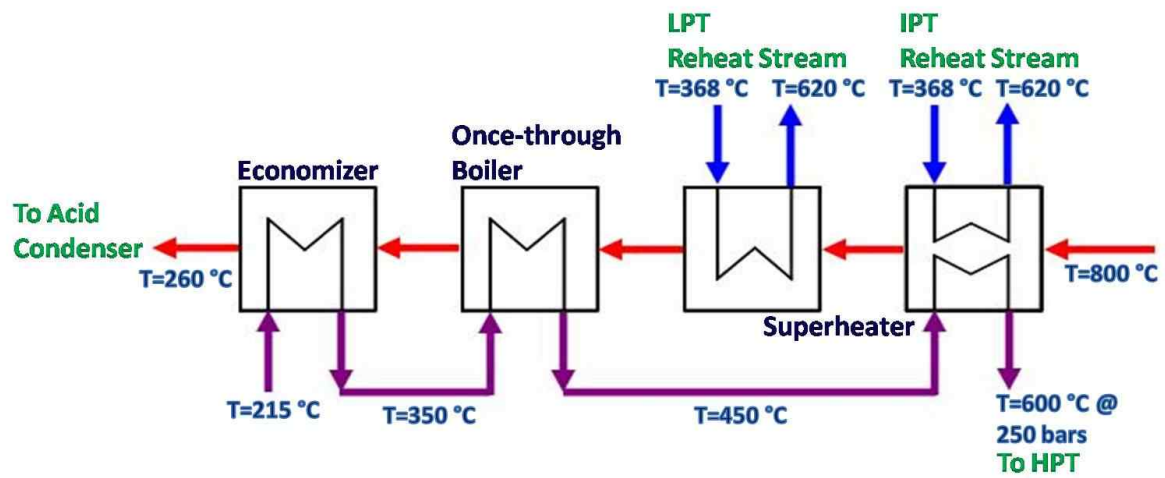 LPT
Reheat Stream
T=368 °C T=620 °C
IPT
Reheat Stream
T=368 °C T=620 °C
Once-through
Boiler
Economizer
To Acid
Condenser
T=260 °C
T=800 °C
Superheater
T=215 °C
T=350 °C
T=450 °C
T=600 °C @
250 bars
To HPT